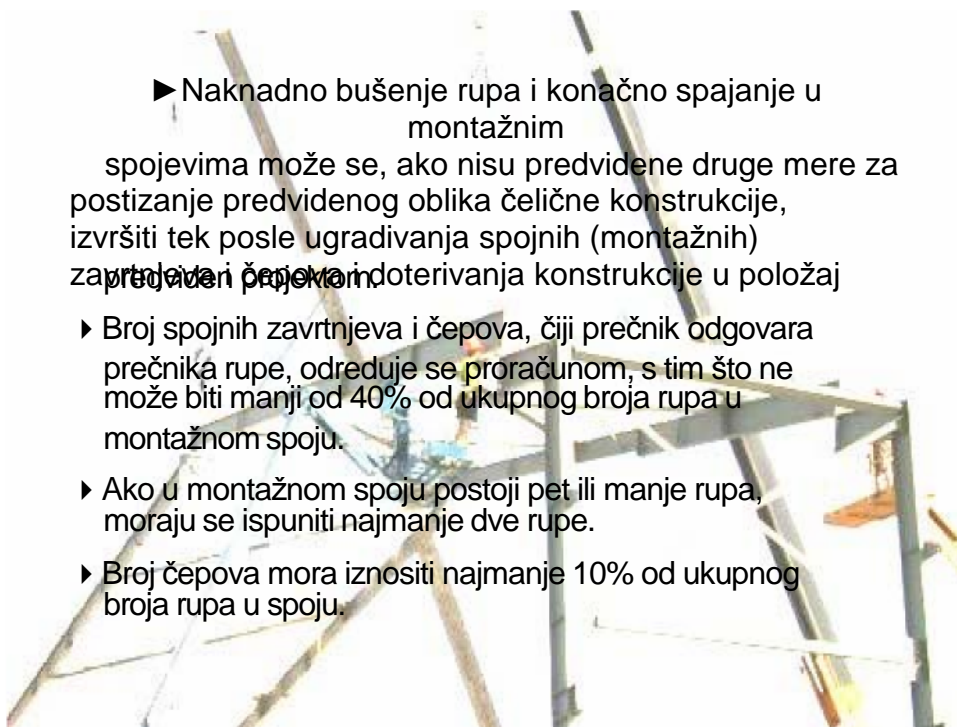 ►Naknadno bušenje rupa i konačno spajanje u
montažnim
spojevima može se, ako nisu predvidene druge mere za
postizanje predvidenog oblika čelične konstrukcije,
izvršiti tek posle ugradivanja spojnih (montažnih)
zavrtnjeva i čepova i doterivanja konstrukcije u položaj
predviden projektom.
Broj spojnih zavrtnjeva i čepova, čiji prečnik odgovara
prečnika rupe, odreduje se proračunom, s tim što ne
može biti manji od 40% od ukupnog broja rupa u
montažnom spoju.
Ako u montažnom spoju postoji pet ili manje rupa,
moraju se ispuniti najmanje dve rupe.
Broj čepova mora iznositi najmanje 10% od ukupnog
broja rupa u spoju.